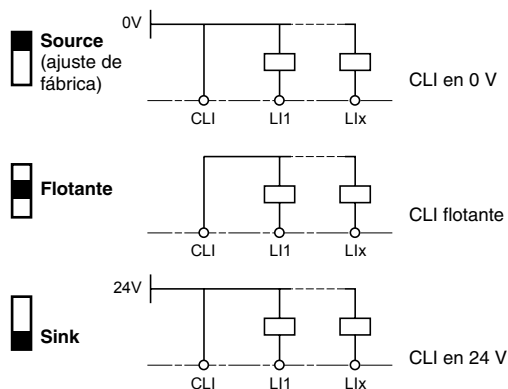 0V
Source
(ajuste de
fábrica)
CLI en 0 V
CLI LI1 LIx
Flotante
CLI flotante
CLI LI1 LIx
24V
Sink
CLI en 24 V
CLI LI1 LIx